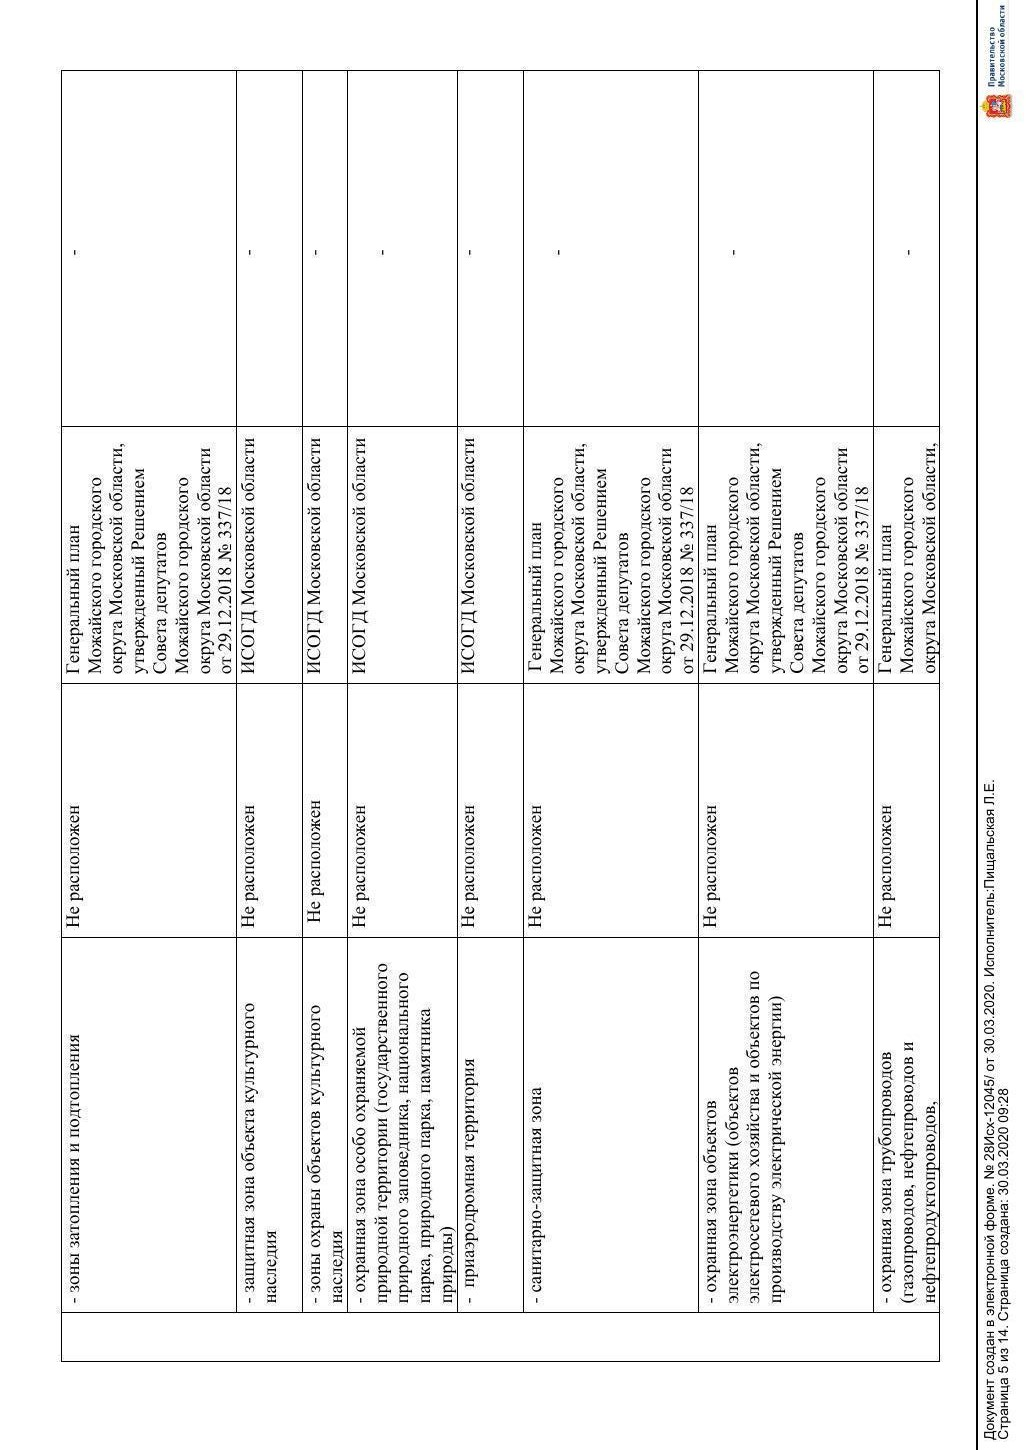 - зоны затопления и подтопления
Не расположен
Генеральный план
Можайского городского
округа Московской области,
утвержденный Решением
Совета депутатов
Можайского городского
округа Московской области
от 29.12.2018 № 337/18
-
- защитная зона объекта культурного
наследия
Не расположен
ИСОГД Московской области
-
- зоны охраны объектов культурного
наследия
Не расположен
ИСОГД Московской области
-
- охранная зона особо охраняемой
природной территории (государственного
природного заповедника, национального
парка, природного парка, памятника
природы)
Не расположен
ИСОГД Московской области
-
- приаэродромная территория
Не расположен
ИСОГД Московской области
-
- санитарно-защитная зона
Не расположен
Генеральный план
Можайского городского
округа Московской области,
утвержденный Решением
Совета депутатов
Можайского городского
округа Московской области
от 29.12.2018 № 337/18
-
- охранная зона объектов
электроэнергетики (объектов
электросетевого хозяйства и объектов по
производству электрической энергии)
Не расположен
Генеральный план
Можайского городского
округа Московской области,
утвержденный Решением
Совета депутатов
Можайского городского
округа Московской области
от 29.12.2018 № 337/18
-
- охранная зона трубопроводов
(газопроводов, нефтепроводов и
нефтепродуктопроводов,
Не расположен
Генеральный план
Можайского городского
округа Московской области,
-
Документ создан в электронной форме. № 28Исх-12045/ от 30.03.2020. Исполнитель:Пищальская Л.Е.
Страница 5 из 14. Страница создана: 30.03.2020 09:28
Правительство
Московской области